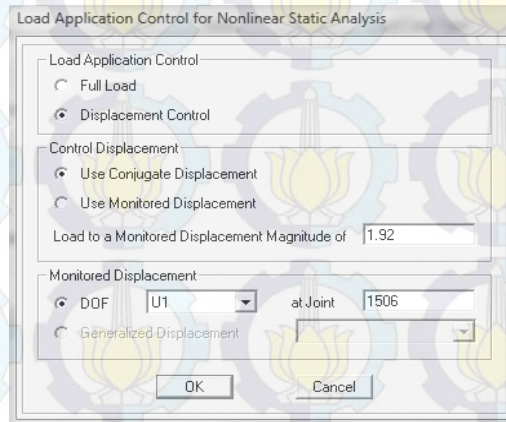 Load Application Control for Nonlinear Static Analysis
Load Application Control
Full Load
Displacement Control
Control Displacement
Use Conjugate Displacement
Use Monitored Displacement
Load to a Monitored Displacement Magnitude of 1.92
Monitored Displacement
DOF U1 at Joint 1506
Generalized Displacement
OK Cancel